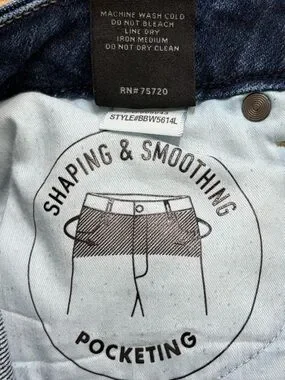 MACHINE WASH COLD
DO NOT BLEACH
LINE DRY
IRON MEDIUM
DO NOT DRY CLEAN
RN#75720
STYLE#BBW5614L
SHAPING & SMOOTHING
POCKETING